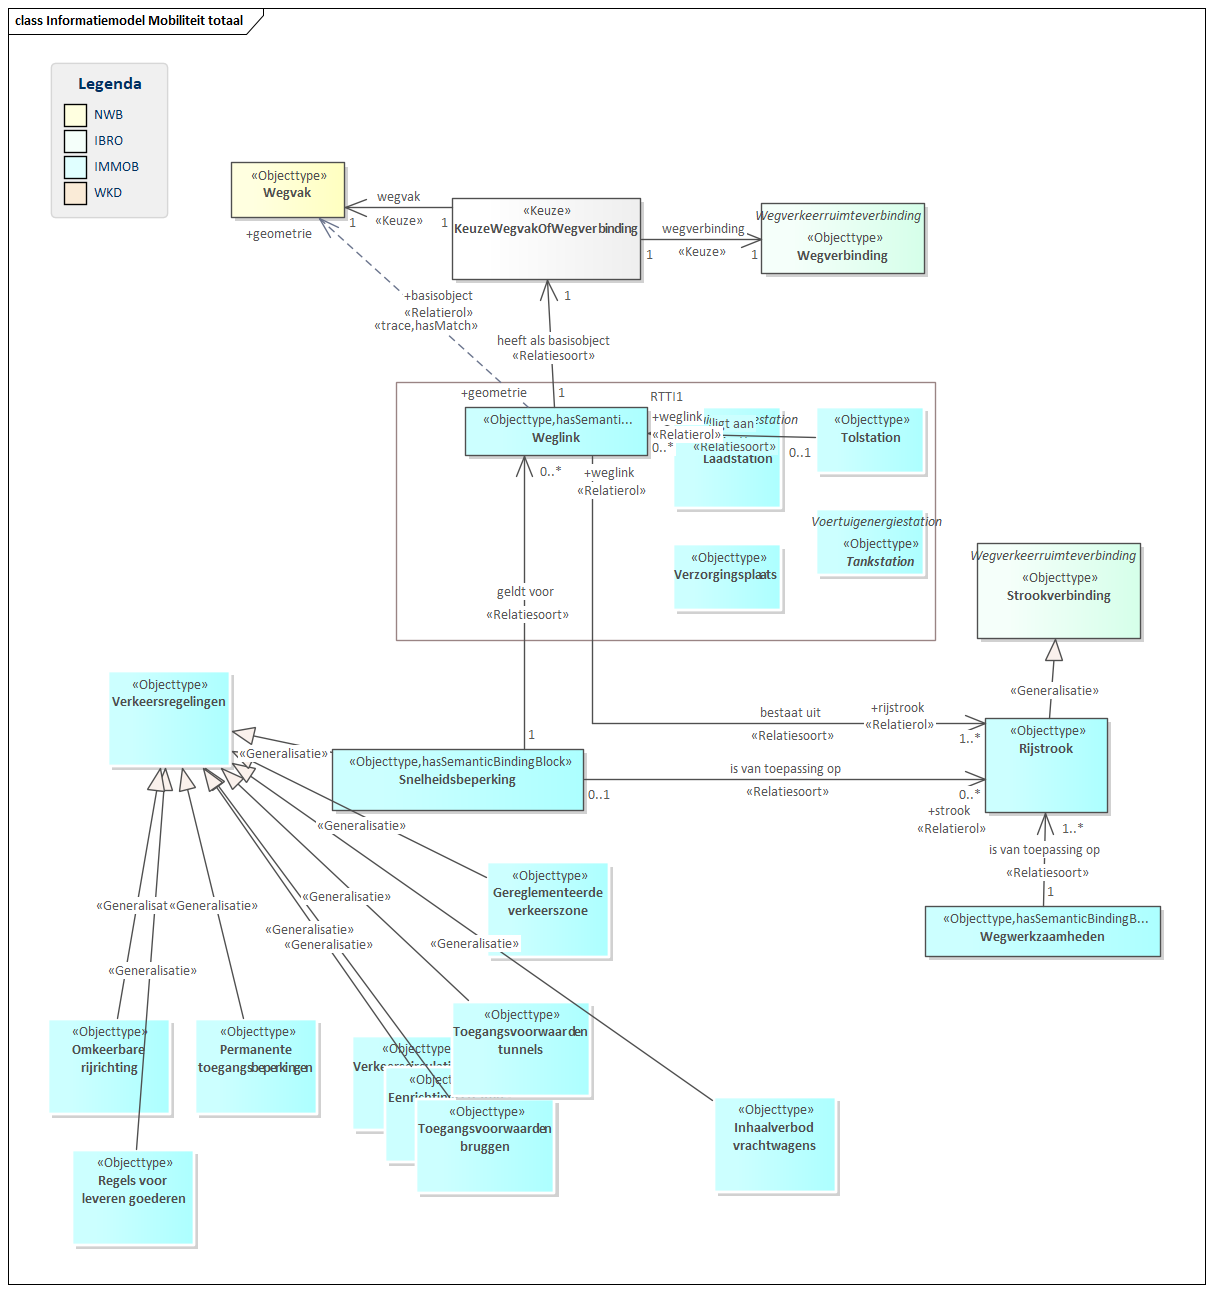 class Informatiemodel Mobiliteit totaal
Legenda
NWB
IBRO
IMMOB
WKD
«Objecttype»
Wegvak
wegvak
«Keuze»
1
1
+geometrie
«Keuze»
KeuzeWegvakOfWegverbinding
wegverbinding
«Keuze»
1
1
Wegverkeerruimteverbinding
«Objecttype»
Wegverbinding
+basisobject
«Relatierol»
«trace,hasMatch»
1
heeft als basisobject
«Relatiesoort»
+geometrie
1
RTTI1
«Objecttype,hasSemanti...
Weglink
+weglink
«Relatierol»
0..*
ligt aan
«Relatiesoort»
0..1
Laadstation
«Objecttype»
Tolstation
0..*
+weglink
«Relatierol»
Voertuigenergiestation
«Objecttype»
Tankstation
«Objecttype»
Verzorgingsplaats
geldt voor
«Relatiesoort»
Wegverkeerruimteverbinding
«Objecttype»
Strookverbinding
«Generalisatie»
«Objecttype»
Verkeersregelingen
bestaat uit
«Relatiesoort»
+rijstrook
«Relatierol»
1..*
«Objecttype»
Rijstrook
1
«Generalisatie»
«Objecttype,hasSemanticBindingBlock»
Snelheidsbeperking
0..1
is van toepassing op
«Relatiesoort»
0..*
+strook
«Relatierol»
1..*
is van toepassing op
«Relatiesoort»
1
«Objecttype,hasSemanticBindingB...
Wegwerkzaamheden
«Generalisatie»
«Objecttype»
Gereglementeerde
verkeerszone
«Generalisatie»
«Generalisat
«Generalisatie»
«Generalisatie»
«Generalisatie»
«Generalisatie»
«Generalisatie»
«Objecttype»
Omkeerbare
rijrichting
«Objecttype»
Permanente
toegangsbeperkingen
«Objecttype
«Objec
«Objecttype»
Toegangsvoorwaarden
tunnels
«Objecttype»
Toegangsvoorwaarden
bruggen
«Objecttype»
Inhaalverbod
vrachtwagens
«Objecttype»
Regels voor
leveren goederen